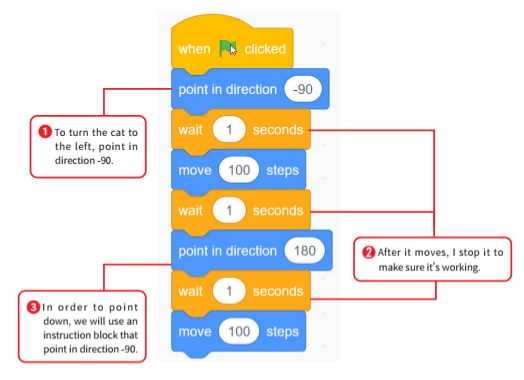 when clicked
point in direction -90
wait 1 seconds
move 100 steps
wait 1 seconds
point in direction 180
wait 1 seconds
move 100 steps
1 To turn the cat to
the left, point in
direction -90.
2 After it moves, I stop it to
make sure it's working.
3 In order to point
down, we will use an
instruction block that
point in direction -90.